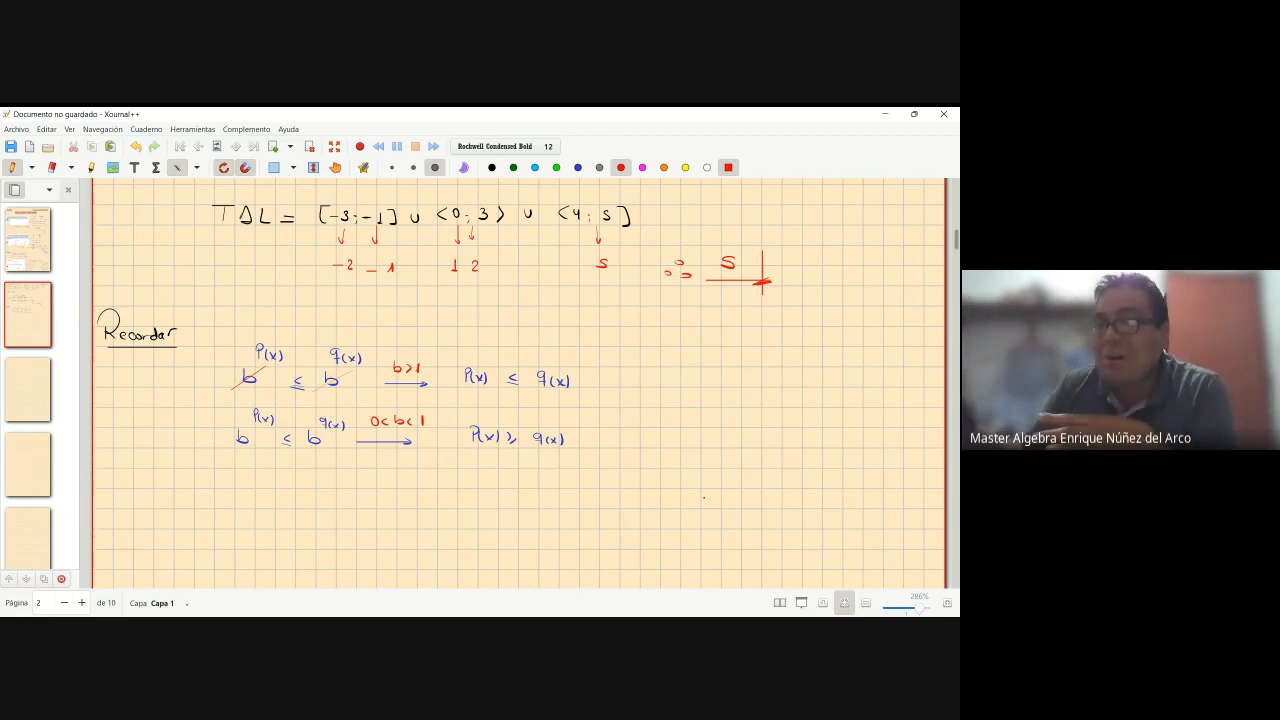 Documento no guardado - Xournal++
Archivo Editar Ver Navegación Cuaderno Herramientas Complemento Ayuda
Rockwell Condensed Bold 12
T Σ
[-3; -1] ∪ <0; 3> ∪ <4; 5]
-2 -1 1 2 5 ∴ 5
Recordar
b^P(x) ≤ b^q(x) b>1 → P(x) ≤ q(x)
b^P(x) ≤ b^q(x) 0<b<1 → P(x) ≥ q(x)
Master Algebra Enrique Núñez del Arco
Página 2 de 10 Capa Capa 1 286%